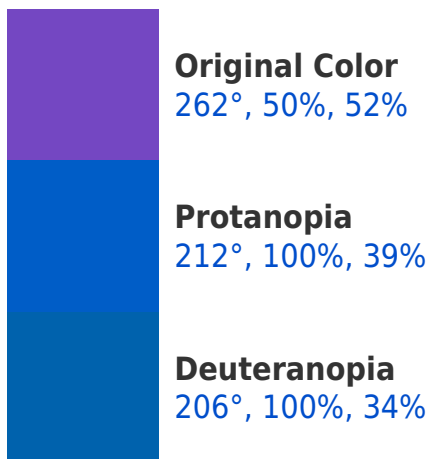 Original Color
262°, 50%, 52%
Protanopia
212°, 100%, 39%
Deuteranopia
206°, 100%, 34%